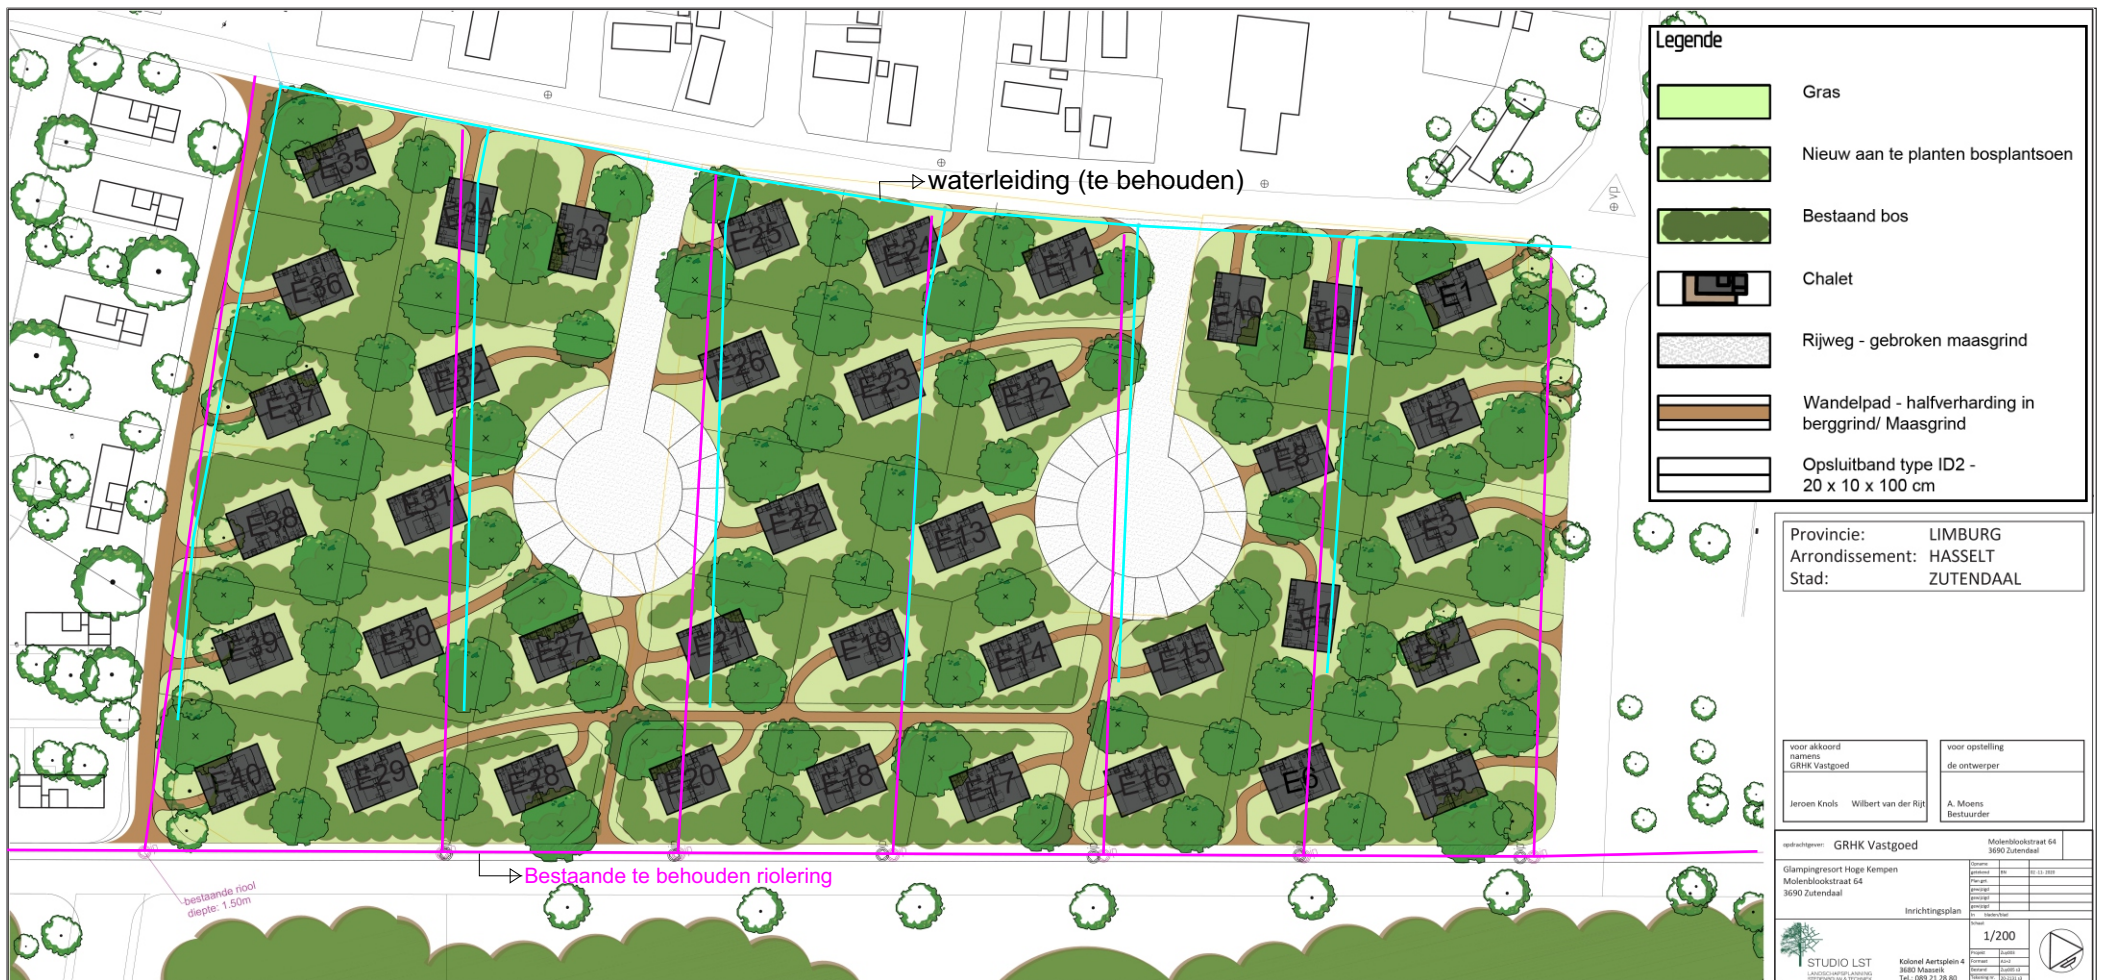 Legende
Gras
Nieuw aan te planten bosplantsoen
Bestaand bos
Chalet
Rijweg - gebroken maasgrind
Wandelpad - halfverharding in
berggrind/ Maasgrind
Opsluitband type ID2 -
20 x 10 x 100 cm
waterleiding (te behouden)
E35
E34
E33
E25
E24
E11
E10
E9
E1
E36
E37
E32
E26
E23
E12
E2
E8
E38
E31
E22
E13
E3
E39
E30
E27
E21
E19
E14
E15
E7
E4
E40
E29
E28
E20
E18
E17
E16
E6
E5
Bestaande te behouden riolering
bestaande riool
diepte: 1.50m
Provincie: LIMBURG
Arrondissement: HASSELT
Stad: ZUTENDAAL
voor akkoord
namens
GRHK Vastgoed
Jeroen Knols Wilbert van der Rijt
voor opstelling
de ontwerper
A. Moens
Bestuurder
opdrachtgever: GRHK Vastgoed
Molenblookstraat 64
3690 Zutendaal
Glampingresort Hoge Kempen
Molenblookstraat 64
3690 Zutendaal
Inrichtingsplan
1/200
STUDIO LST
Kolonel Aertsplein 4
3680 Maaseik
Tel.: 089 21 28 80